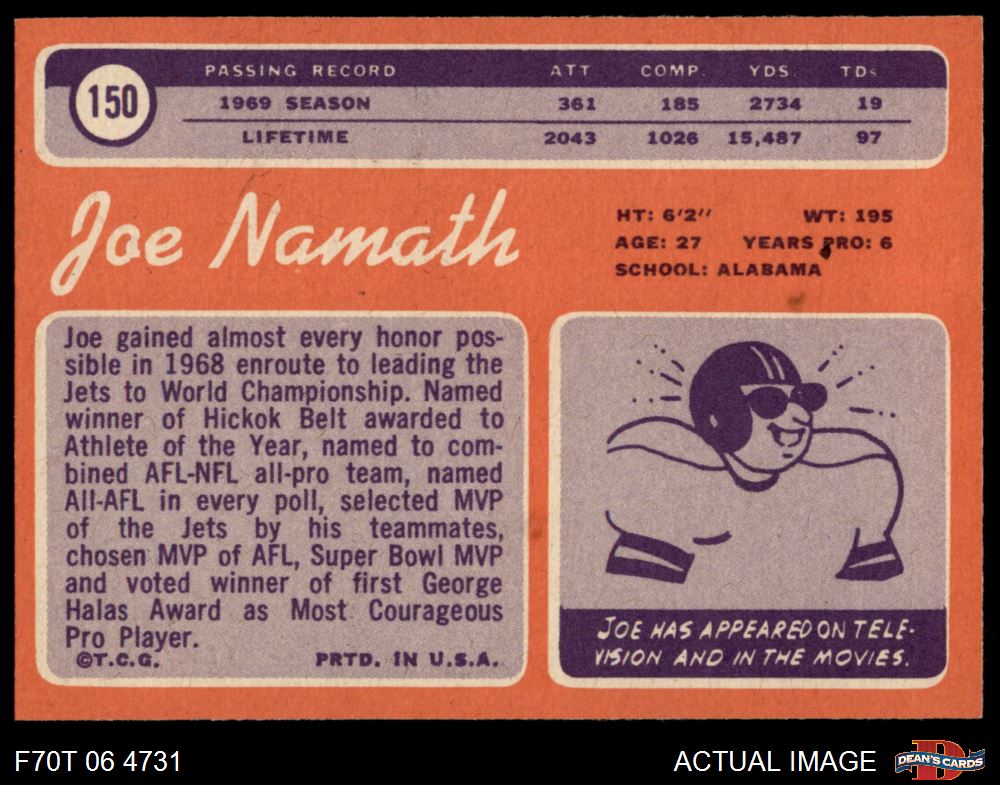 150
PASSING RECORD ATT COMP. YDS. TDs
1969 SEASON 361 185 2734 19
LIFETIME 2043 1026 15,487 97
Joe Namath
HT: 6'2" WT: 195
AGE: 27 YEARS PRO: 6
SCHOOL: ALABAMA
Joe gained almost every honor pos-
sible in 1968 enroute to leading the
Jets to World Championship. Named
winner of Hickok Belt awarded to
Athlete of the Year, named to com-
bined AFL-NFL all-pro team, named
All-AFL in every poll, selected MVP
of the Jets by his teammates,
chosen MVP of AFL, Super Bowl MVP
and voted winner of first George
Halas Award as Most Courageous
Pro Player.
©T.C.G. PRTD. IN U.S.A.
JOE HAS APPEARED ON TELE-
VISION AND IN THE MOVIES.
F70T 06 4731 ACTUAL IMAGE
D
DEAN'S CARDS